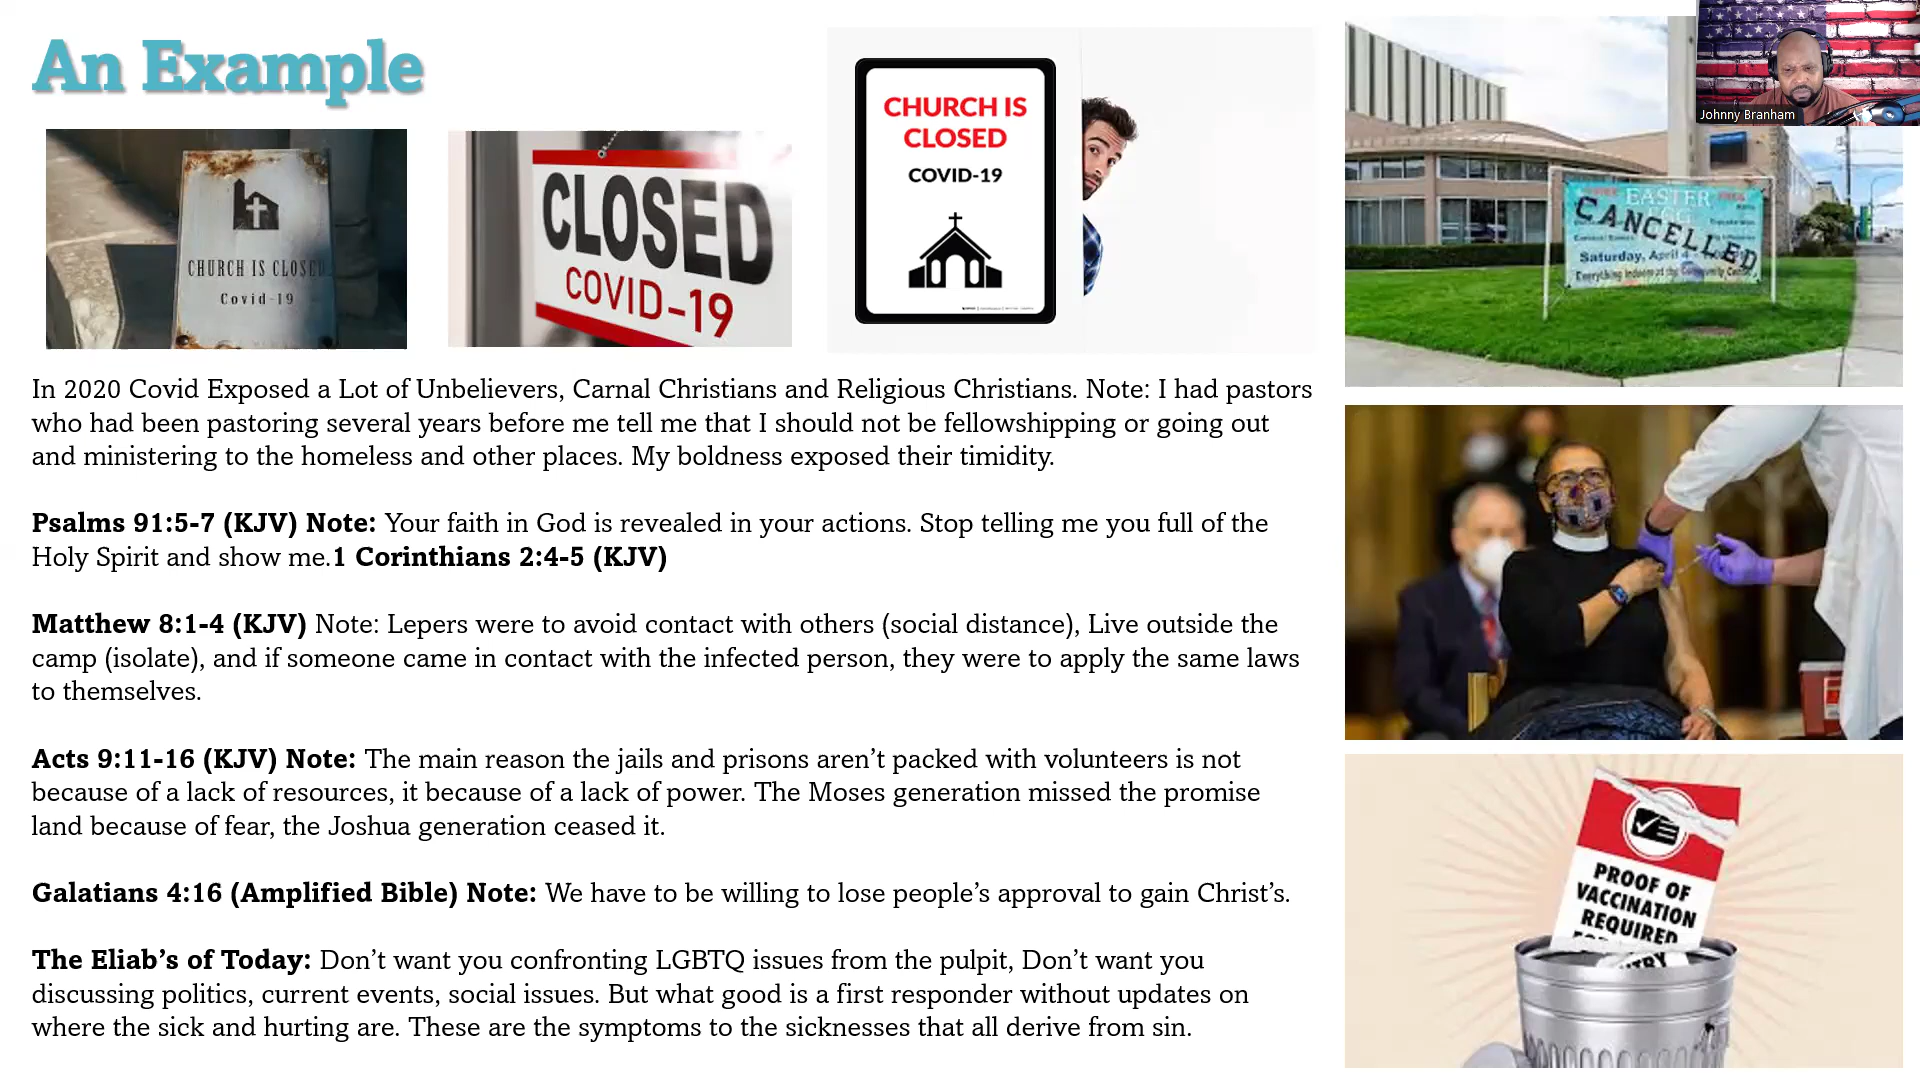 An Example
CHURCH IS CLOSED
Covid-19
CLOSED
COVID-19
CHURCH IS
CLOSED
COVID-19
EASTER
CANCELLED
Saturday, April 4
Everything Indoors at the Community Center
Johnny Branham
In 2020 Covid Exposed a Lot of Unbelievers, Carnal Christians and Religious Christians. Note: I had pastors
who had been pastoring several years before me tell me that I should not be fellowshipping or going out
and ministering to the homeless and other places. My boldness exposed their timidity.
Psalms 91:5-7 (KJV) Note: Your faith in God is revealed in your actions. Stop telling me you full of the
Holy Spirit and show me.1 Corinthians 2:4-5 (KJV)
Matthew 8:1-4 (KJV) Note: Lepers were to avoid contact with others (social distance), Live outside the
camp (isolate), and if someone came in contact with the infected person, they were to apply the same laws
to themselves.
Acts 9:11-16 (KJV) Note: The main reason the jails and prisons aren’t packed with volunteers is not
because of a lack of resources, it because of a lack of power. The Moses generation missed the promise
land because of fear, the Joshua generation ceased it.
Galatians 4:16 (Amplified Bible) Note: We have to be willing to lose people’s approval to gain Christ’s.
The Eliab’s of Today: Don’t want you confronting LGBTQ issues from the pulpit, Don’t want you
discussing politics, current events, social issues. But what good is a first responder without updates on
where the sick and hurting are. These are the symptoms to the sicknesses that all derive from sin.
PROOF OF
VACCINATION
REQUIRED